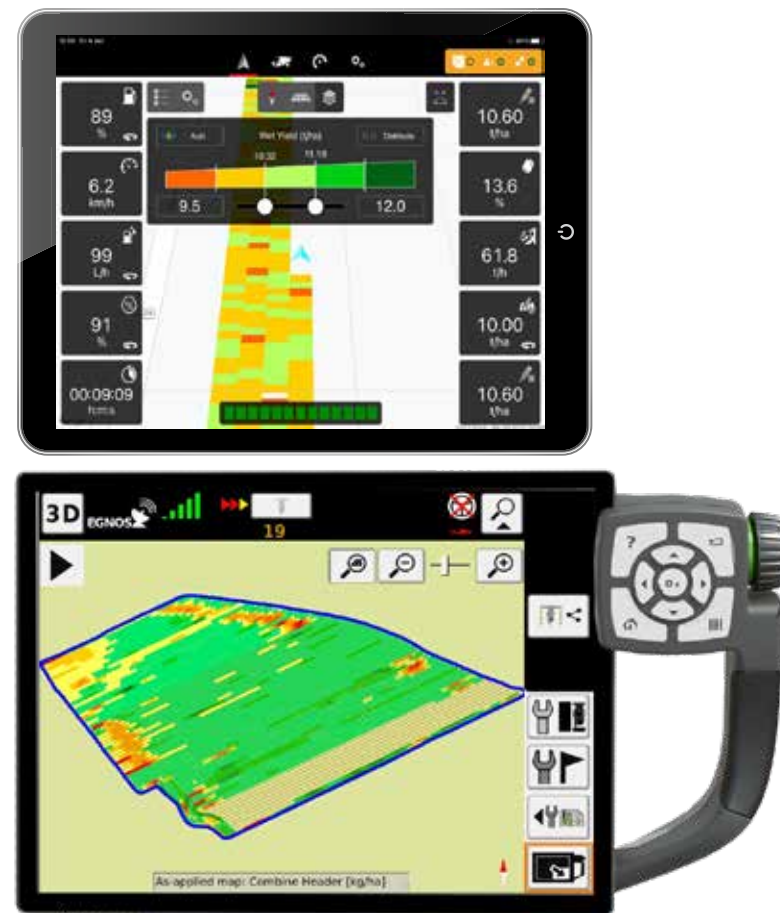 Wet Yield (t/ha)
9.5
12.0
89
%
6.2
km/h
99
L/h
91
%
00:09:09
h:m:s
10.60
t/ha
13.6
%
61.8
t/h
10.00
t/ha
10.60
t/ha
3D
EGNOS
19
?
As-applied map: Combine Header [kg/ha]